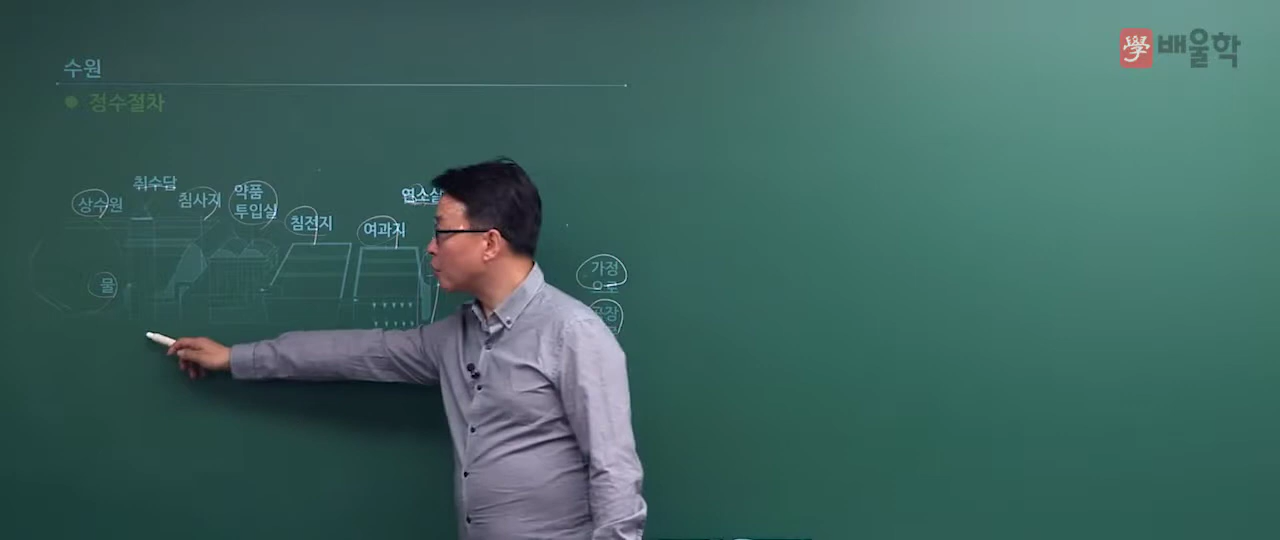 수원
學 배울학
● 정수절차
취수답
상수원
침사지
약품
투입실
침전지
여과지
염소실
물
가정
으로
공장